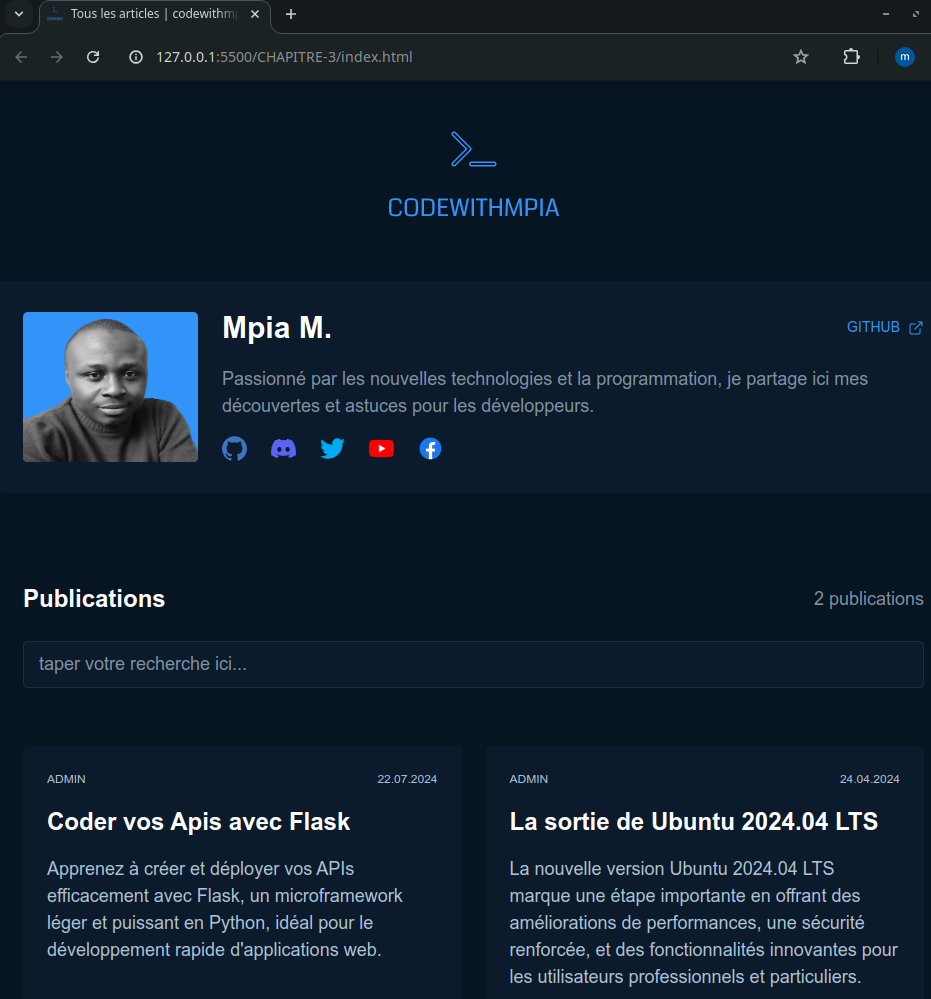 Tous les articles | codewithmp
127.0.0.1:5500/CHAPITRE-3/index.html
m
CODEWITHMPIA
Mpia M.
GITHUB
Passionné par les nouvelles technologies et la programmation, je partage ici mes
découvertes et astuces pour les développeurs.
Publications
2 publications
taper votre recherche ici...
ADMIN
22.07.2024
Coder vos Apis avec Flask
Apprenez à créer et déployer vos APIs
efficacement avec Flask, un microframework
léger et puissant en Python, idéal pour le
développement rapide d'applications web.
ADMIN
24.04.2024
La sortie de Ubuntu 2024.04 LTS
La nouvelle version Ubuntu 2024.04 LTS
marque une étape importante en offrant des
améliorations de performances, une sécurité
renforcée, et des fonctionnalités innovantes pour
les utilisateurs professionnels et particuliers.